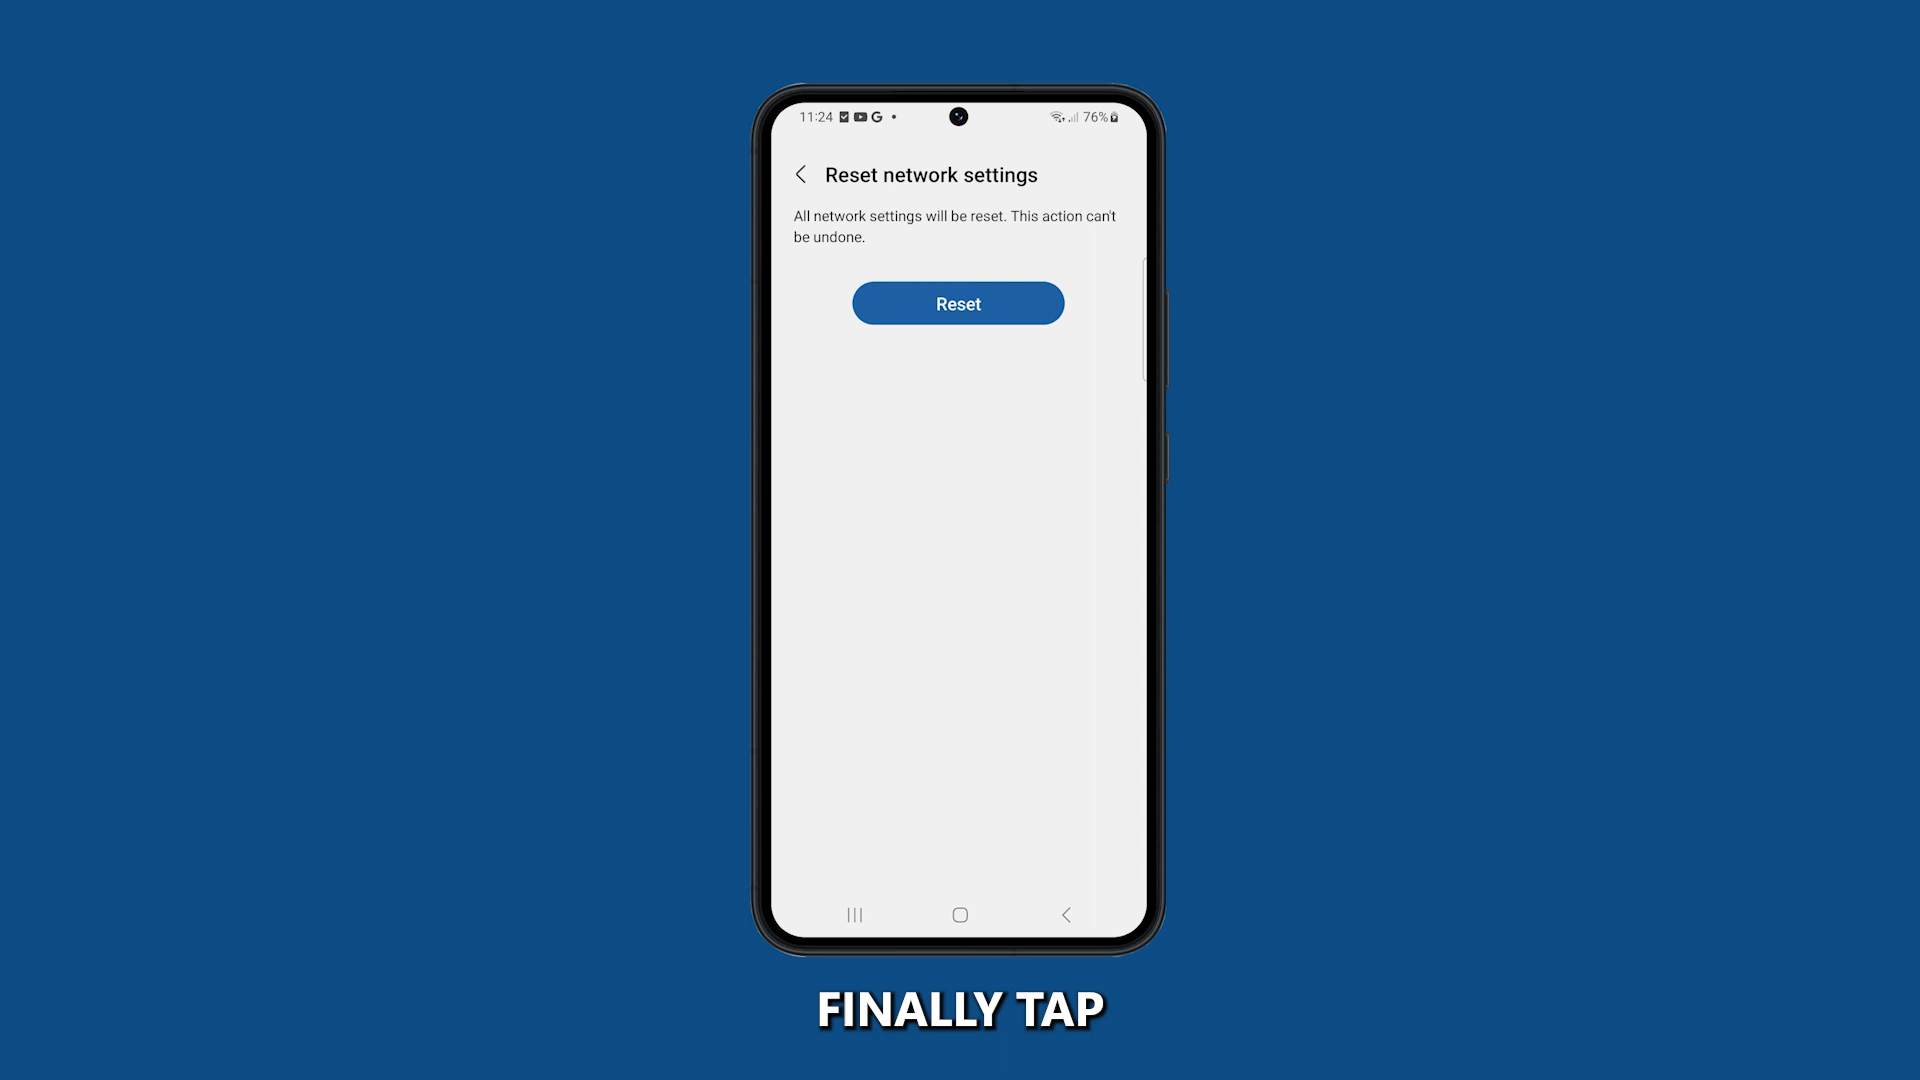 11:24 G 76%
Reset network settings
All network settings will be reset. This action can't
be undone.
Reset
FINALLY TAP